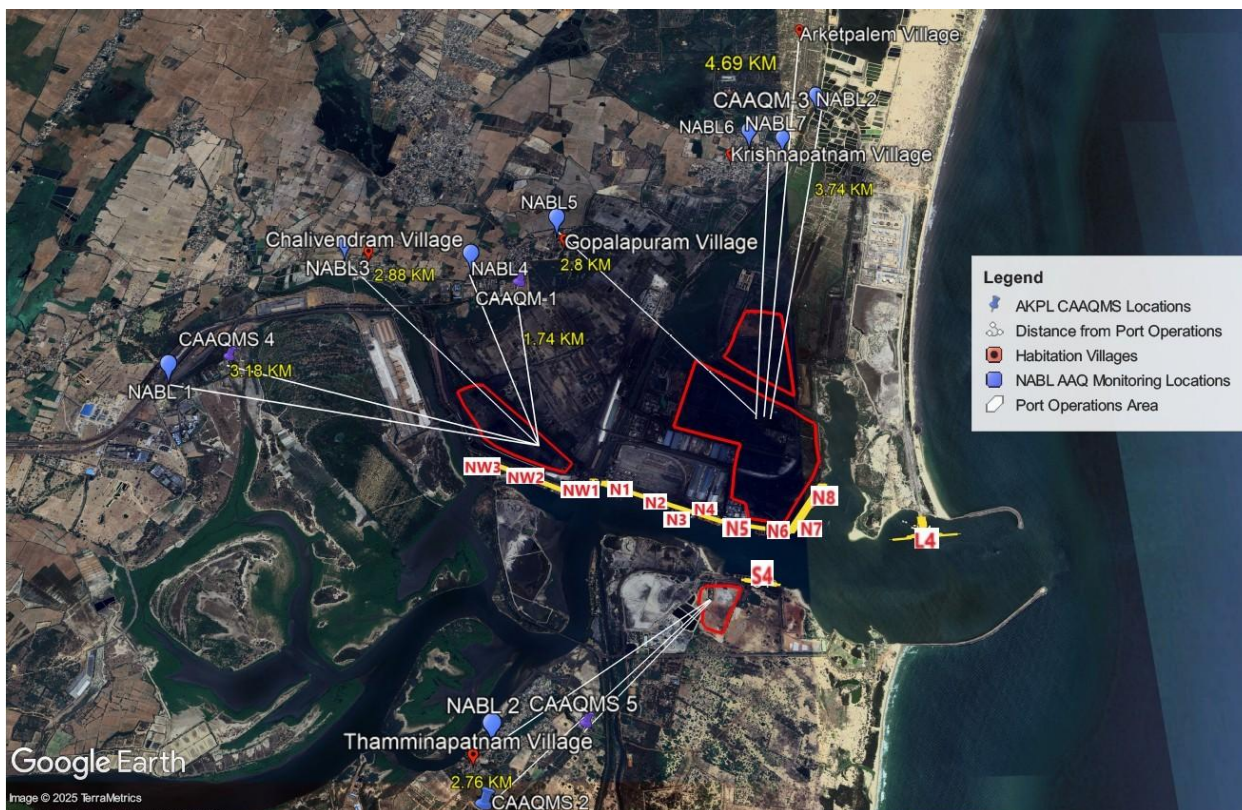 Arketpalem Village
4.69 KM
CAAQM-3
NABL2
NABL6
NABL7
Krishnapatnam Village
3.74 KM
NABL5
Chalivendram Village
Gopalapuram Village
NABL3
2.88 KM
NABL4
2.8 KM
CAAQM-1
1.74 KM
CAAQMS 4
3.18 KM
NABL 1
Legend
AKPL CAAQMS Locations
Distance from Port Operations
Habitation Villages
NABL AAQ Monitoring Locations
Port Operations Area
NW3
NW2
NW1
N1
N2
N3
N4
N5
N6
N7
N8
L4
S4
NABL 2
CAAQMS 5
Thamminapatnam Village
2.76 KM
CAAQMS 2
Google Earth
Image © 2025 TerraMetrics